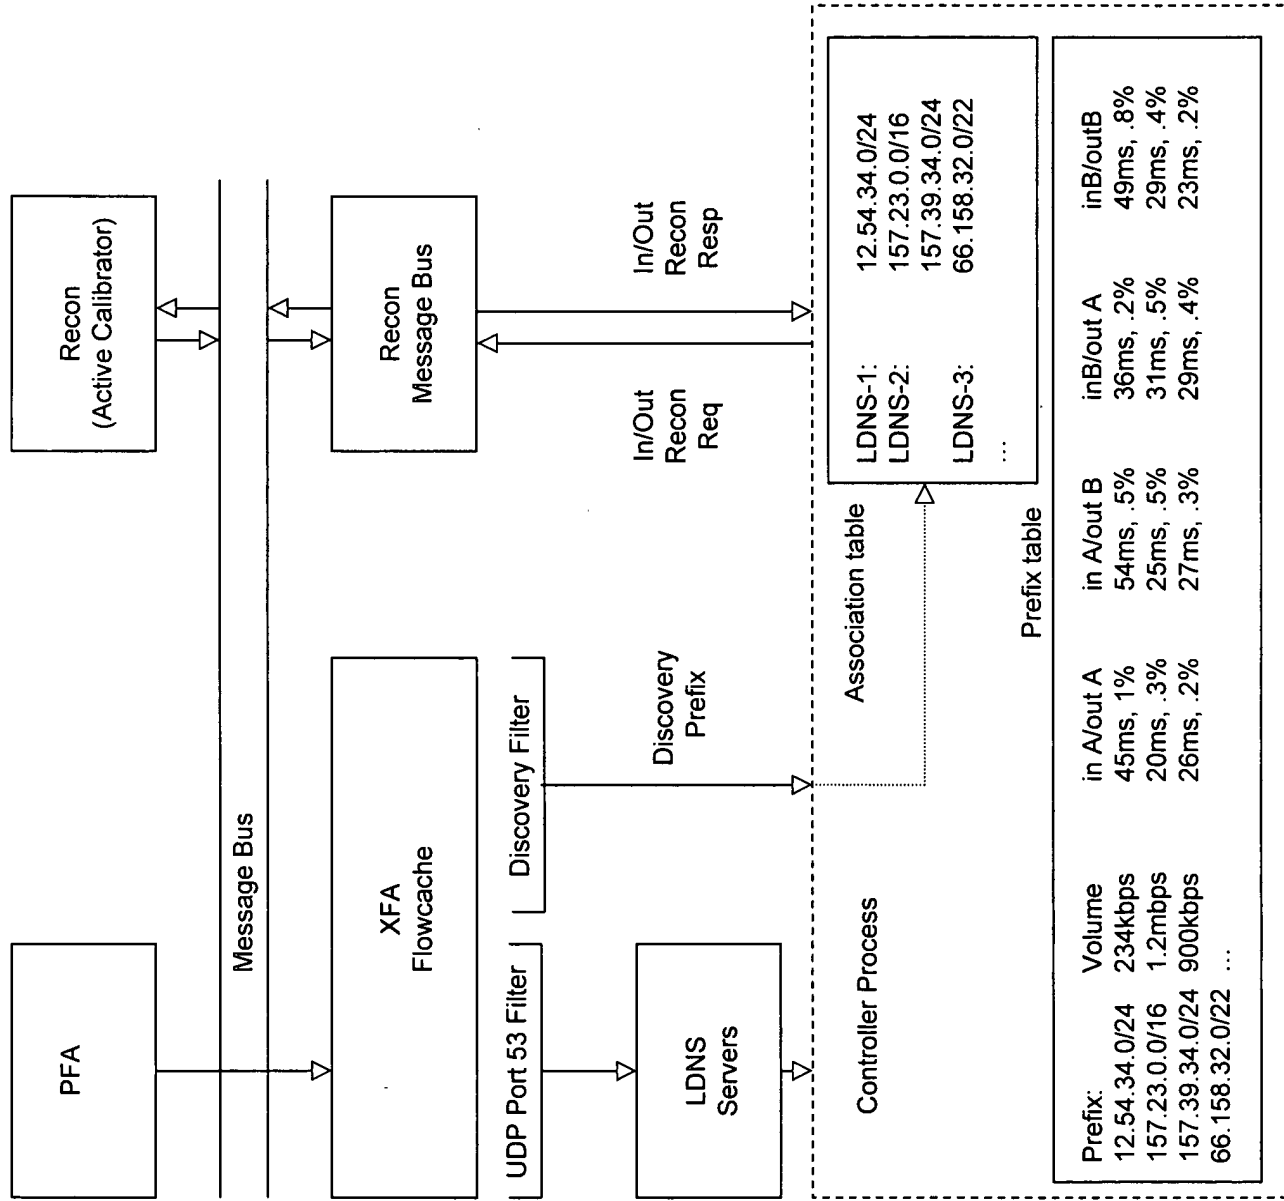 PFA
Recon
(Active Calibrator)
Message Bus
XFA
Flowcache
Recon
Message Bus
UDP Port 53 Filter
Discovery Filter
LDNS
Servers
Discovery
Prefix
In/Out
Recon
Req
In/Out
Recon
Resp
Controller Process
Association table
LDNS-1: 12.54.34.0/24
LDNS-2: 157.23.0.0/16
157.39.34.0/24
LDNS-3: 66.158.32.0/22
...
Prefix table
Prefix: Volume in A/out A in A/out B inB/out A inB/outB
12.54.34.0/24 234kbps 45ms, 1% 54ms, .5% 36ms, .2% 49ms, .8%
157.23.0.0/16 1.2mbps 20ms, .3% 25ms, .5% 31ms, .5% 29ms, .4%
157.39.34.0/24 900kbps 26ms, .2% 27ms, .3% 29ms, .4% 23ms, .2%
66.158.32.0/22 ...